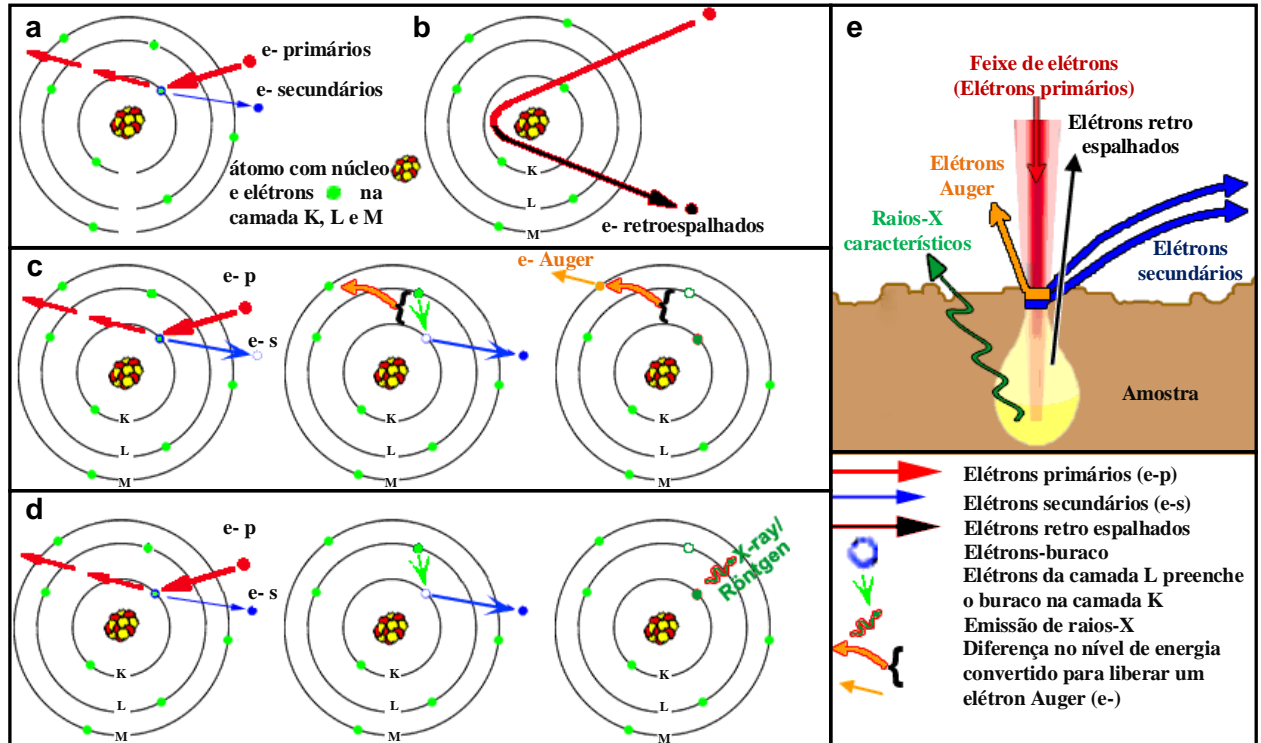 a
e- primários
e- secundários
átomo com núcleo
e elétrons na
camada K, L e M
b
K
L
M
e- retroespalhados
c
e- p
e- s
K
L
M
K
L
e- Auger
K
L
M
d
e- p
e- s
K
L
M
K
L
M
X-ray/
Röntgen
K
L
M
e
Feixe de elétrons
(Elétrons primários)
Elétrons retro
espalhados
Elétrons
Auger
Raios-X
característicos
Elétrons
secundários
Amostra
Elétrons primários (e-p)
Elétrons secundários (e-s)
Elétrons retro espalhados
Elétrons-buraco
Elétrons da camada L preenche
o buraco na camada K
Emissão de raios-X
Diferença no nível de energia
convertido para liberar um
elétron Auger (e-)